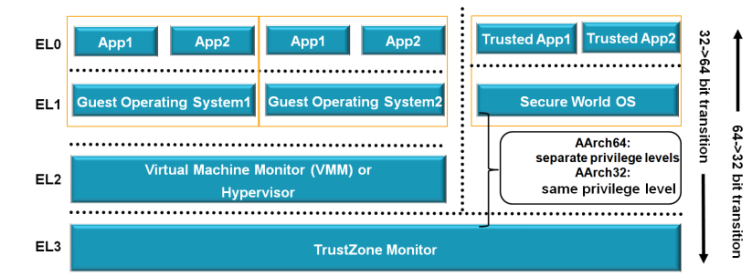 EL0
App1
App2
App1
App2
Trusted App1
Trusted App2
EL1
Guest Operating System1
Guest Operating System2
Secure World OS
AArch64:
separate privilege levels
AArch32:
same privilege level
EL2
Virtual Machine Monitor (VMM) or
Hypervisor
EL3
TrustZone Monitor
32->64 bit transition
64->32 bit transition